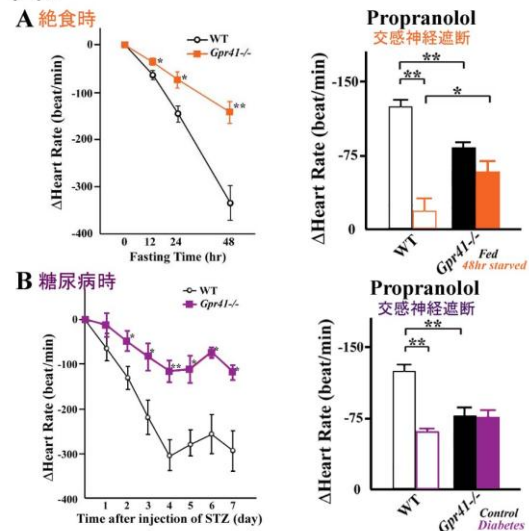 A 絶食時
ΔHeart Rate (beat/min)
0
-100
-200
-300
-400
WT
Gpr41-/-
*
*
**
0 12 24 48
Fasting Time (hr)
Propranolol
交感神経遮断
ΔHeart Rate (beat/min)
-150
-75
0
**
**
*
WT
Gpr41-/-
Fed
48hr starved
B 糖尿病時
ΔHeart Rate (beat/min)
0
-100
-200
-300
-400
WT
Gpr41-/-
*
*
**
*
*
*
1 2 3 4 5 6 7
Time after injection of STZ (day)
Propranolol
交感神経遮断
ΔHeart Rate (beat/min)
-150
-75
0
**
**
WT
Gpr41-/-
Control
Diabetes